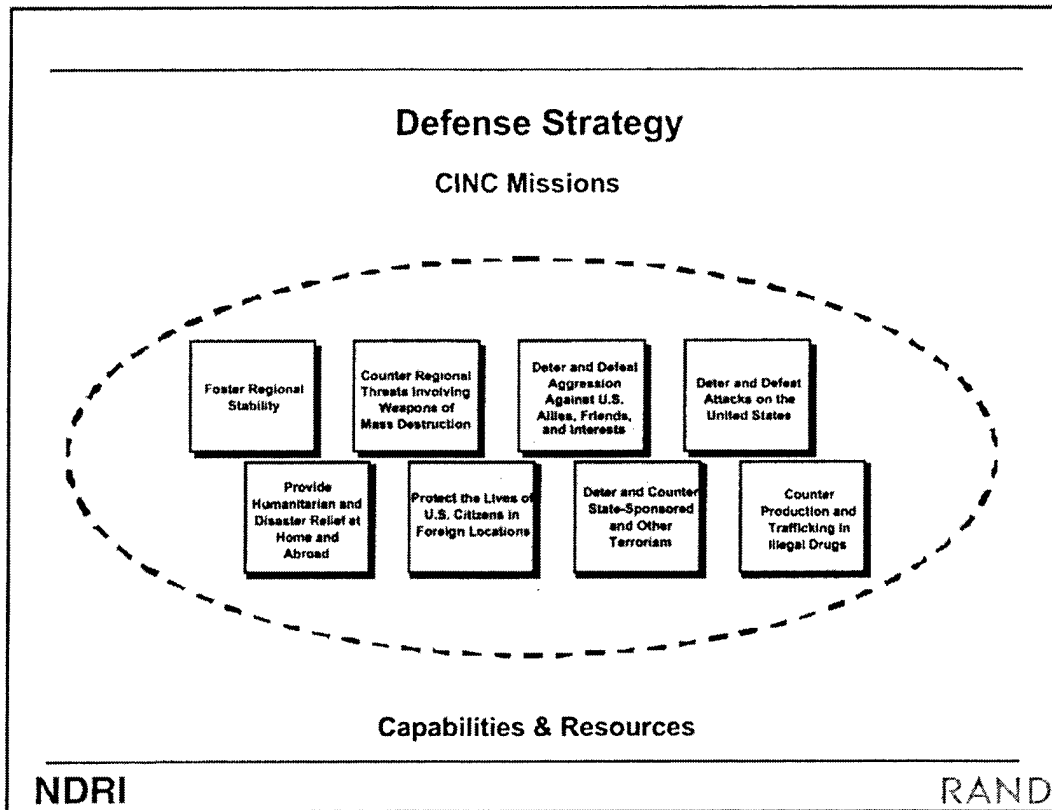 Defense Strategy
CINC Missions
Foster Regional
Stability
Counter Regional
Threats Involving
Weapons of
Mass Destruction
Deter and Defeat
Aggression
Against U.S.
Allies, Friends,
and Interests
Deter and Defeat
Attacks on the
United States
Provide
Humanitarian and
Disaster Relief at
Home and
Abroad
Protect the Lives of
U.S. Citizens in
Foreign Locations
Deter and Counter
State-Sponsored
and Other
Terrorism
Counter
Production and
Trafficking in
Illegal Drugs
Capabilities & Resources
NDRI
RAND